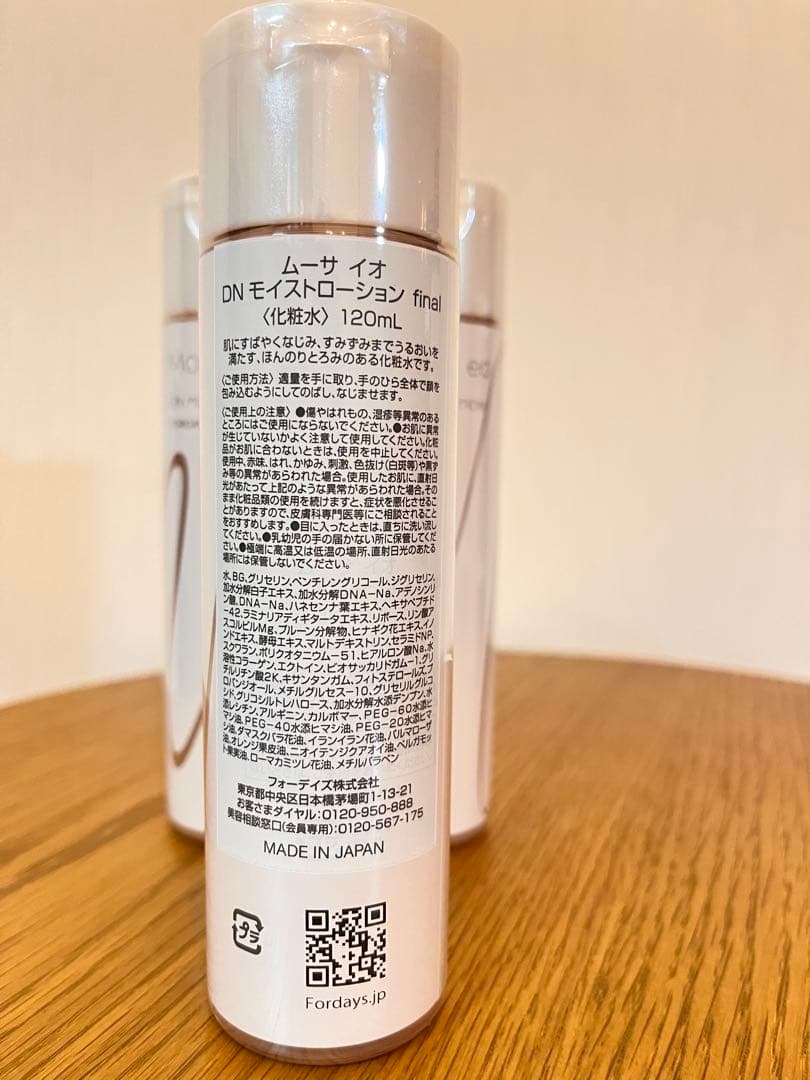 ムーサ イオ
DN モイストローション final
〈化粧水〉 120mL
肌にすばやくなじみ、すみずみまでうるおいを
満たす、ほんのりとろみのある化粧水です。
〈ご使用方法〉適量を手に取り、手のひら全体で顔を
包み込むようにしてのばし、なじませます。
〈ご使用上の注意〉●傷やはれもの、湿疹等異常のある
ところにはご使用にならないでください。●お肌に異常
が生じていないかよく注意して使用してください。化粧
品がお肌に合わないときは、使用を中止してください。
使用中、赤味、はれ、かゆみ、刺激、色抜け(白斑等)や黒ず
み等の異常があらわれた場合。使用したお肌に、直射日
光があたって上記のような異常があらわれた場合。その
まま化粧品類の使用を続けますと、症状を悪化させるこ
とがありますので、皮膚科専門医等にご相談されること
をおすすめします。●目に入ったときは、直ちに洗い流し
てください。●乳幼児の手の届かない所に保管してくだ
さい。●極端に高温又は低温の場所、直射日光のあたる
場所には保管しないでください。
水、BG、グリセリン、ペンチレングリコール、ジグリセリン、
加水分解白子エキス、加水分解DNA-Na、アデノシンリ
ン酸、DNA-Na、ハネセンナ葉エキス、ヘキサペプチド
-42、ラミナリアディギタータエキス、リボース、リン酸ア
スコルビルMg、プルーン分解物、ヒナギク花エキス、イノ
ンドエキス、酵母エキス、マルトデキストリン、セラミドNP、
スクワラン、ポリクオタニウム-51、ヒアルロン酸Na、水
溶性コラーゲン、エクトイン、ビオサッカリドガム-1、グリ
チルリチン酸2K、キサンタンガム、フィトステロールズ、プ
ロパンジオール、メチルグルセス-10、グリセリルグルコ
シド、グリコシルトレハロース、加水分解水添デンプン、水
添レシチン、アルギニン、カルボマー、PEG-60水添ヒ
マシ油、PEG-40水添ヒマシ油、PEG-20水添ヒマ
シ油、ダマスクバラ花油、イランイラン花油、パルマローザ
油、オレンジ果皮油、ニオイテンジクアオイ油、ベルガモッ
ト果実油、ローマカミツレ花油、メチルパラベン
フォーデイズ株式会社
東京都中央区日本橋茅場町1-13-21
お客さまダイヤル:0120-950-888
美容相談窓口(会員専用):0120-567-175
MADE IN JAPAN
プラ
Fordays.jp